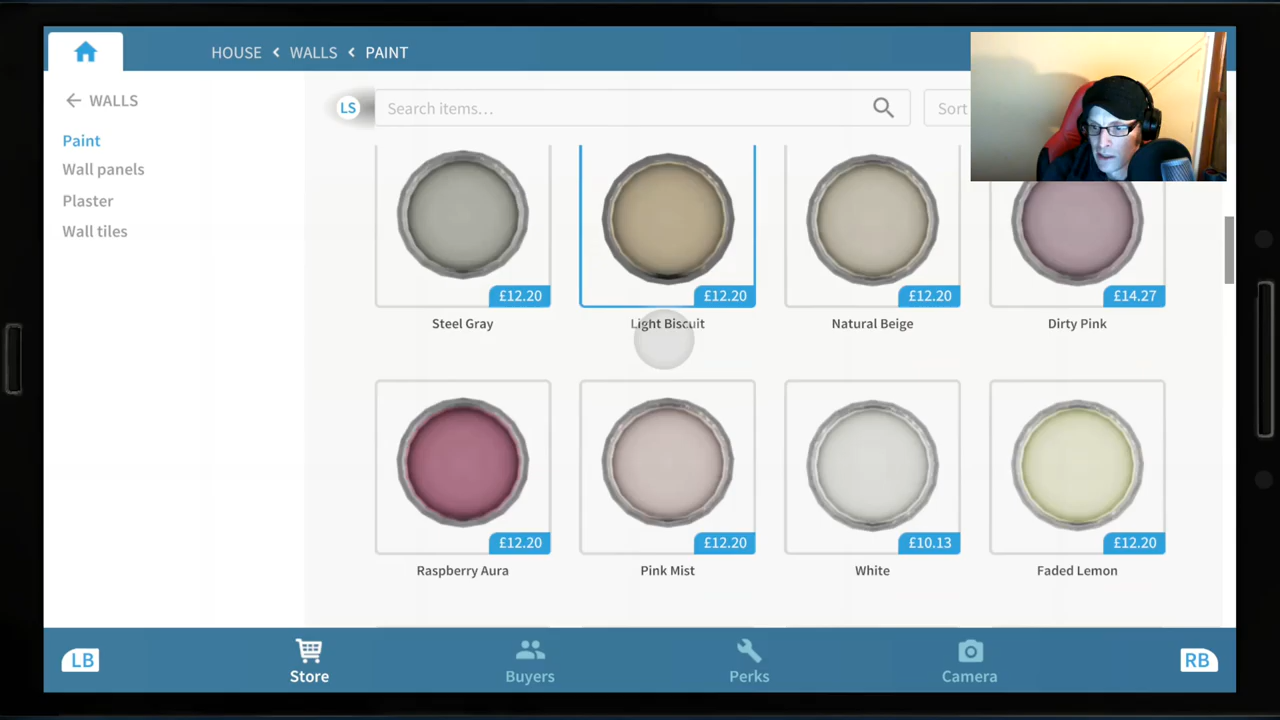 HOUSE < WALLS < PAINT
WALLS
Paint
Wall panels
Plaster
Wall tiles
LS
Search items...
Sort
£12.20
£12.20
£12.20
£14.27
Steel Gray
Light Biscuit
Natural Beige
Dirty Pink
£12.20
£12.20
£10.13
£12.20
Raspberry Aura
Pink Mist
White
Faded Lemon
LB
Store
Buyers
Perks
Camera
RB